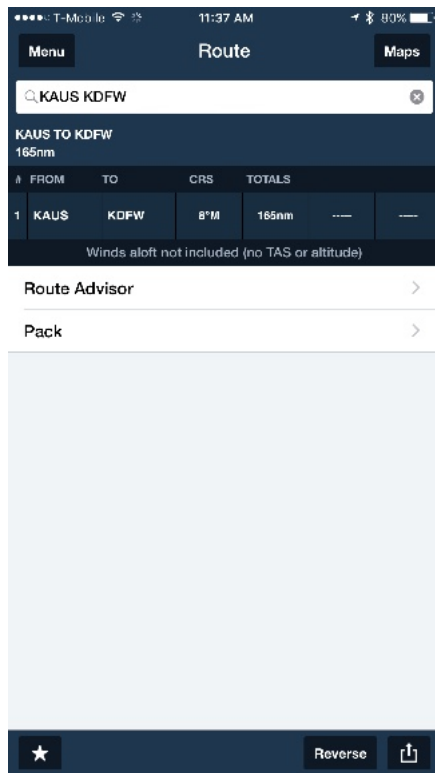 T-Mobile 11:37 AM 80%
Menu Route Maps
KAUS KDFW
KAUS TO KDFW
165nm
# FROM TO CRS TOTALS
1 KAUS KDFW 8°M 165nm ----- ----
Winds aloft not included (no TAS or altitude)
Route Advisor
Pack
Reverse